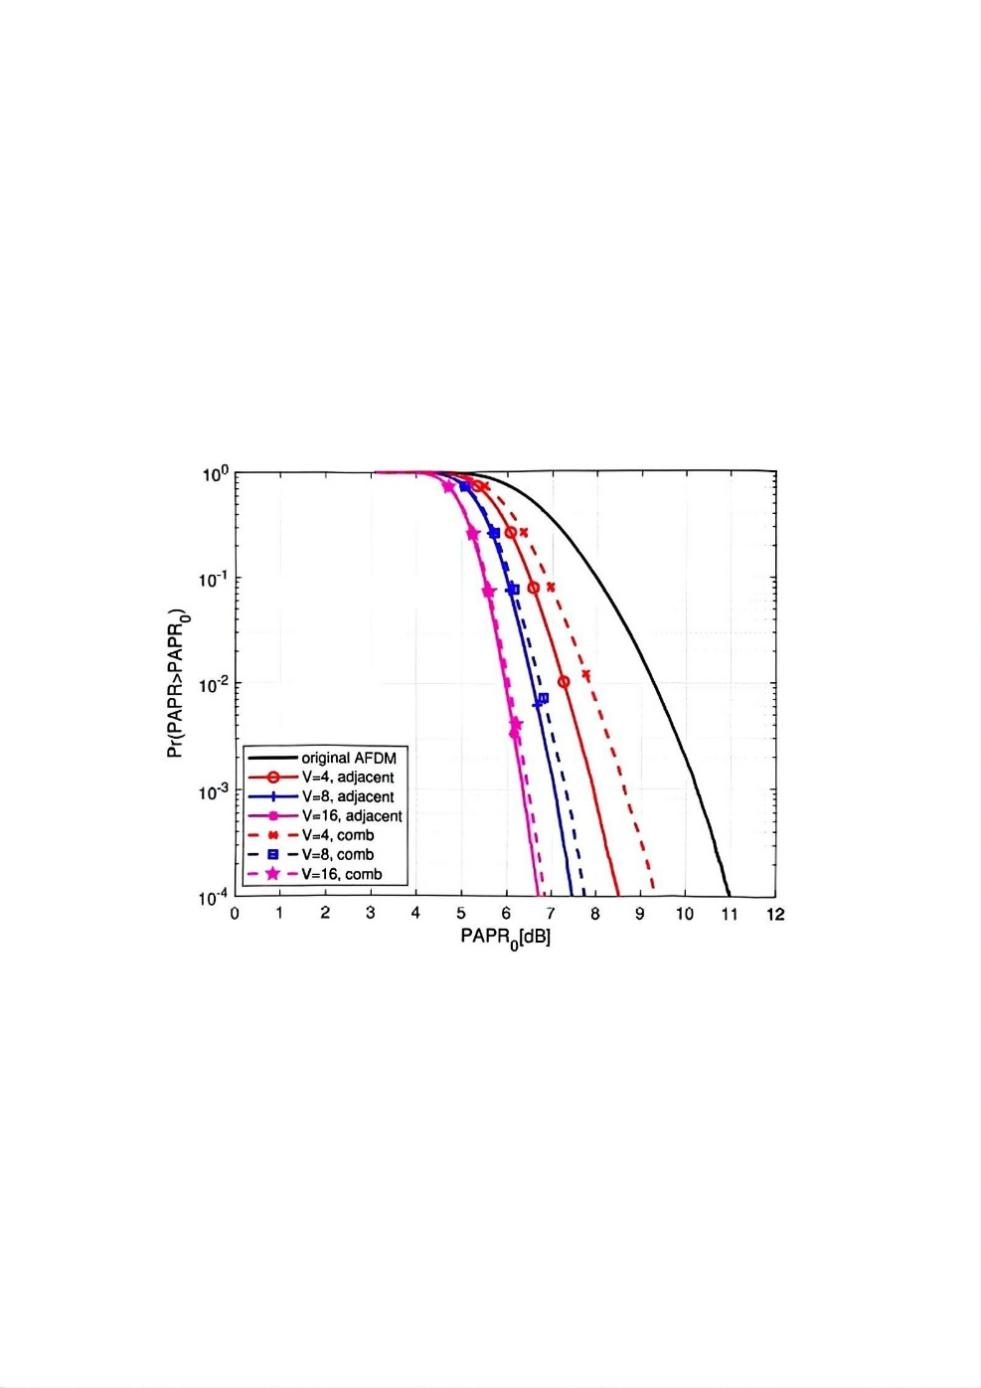 10^0
10^-1
10^-2
10^-3
10^-4
Pr(PAPR>PAPR_0)
original AFDM
V=4, adjacent
V=8, adjacent
V=16, adjacent
V=4, comb
V=8, comb
V=16, comb
0 1 2 3 4 5 6 7 8 9 10 11 12
PAPR_0[dB]